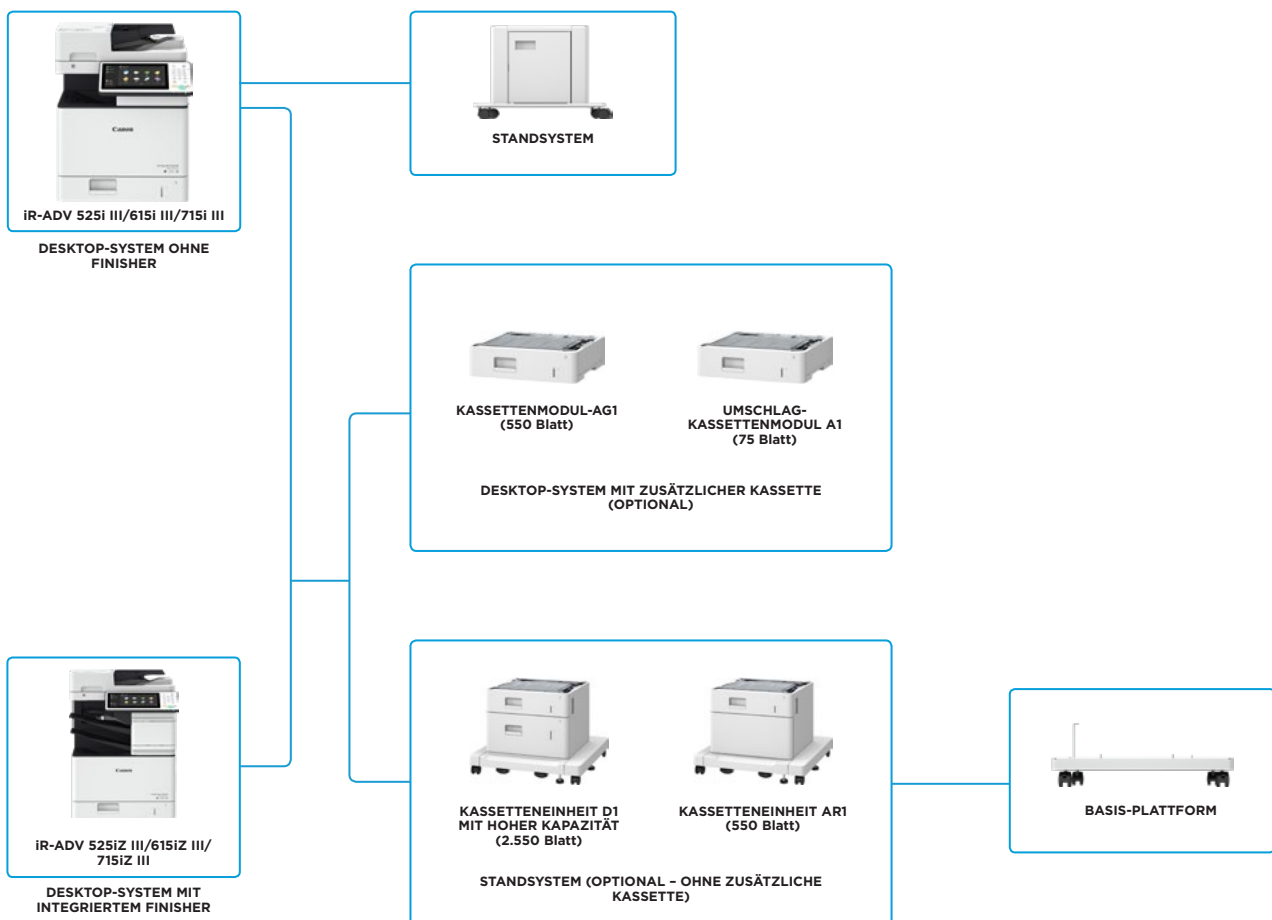 Canon
iR-ADV 525i III/615i III/715i III
DESKTOP-SYSTEM OHNE
FINISHER
STANDSYSTEM
KASSETTENMODUL-AG1
(550 Blatt)
UMSCHLAG-
KASSETTENMODUL A1
(75 Blatt)
DESKTOP-SYSTEM MIT ZUSÄTZLICHER KASSETTE
(OPTIONAL)
Canon
iR-ADV 525iZ III/615iZ III/
715iZ III
DESKTOP-SYSTEM MIT
INTEGRIERTEM FINISHER
KASSETTENEINHEIT D1
MIT HOHER KAPAZITÄT
(2.550 Blatt)
KASSETTENEINHEIT AR1
(550 Blatt)
STANDSYSTEM (OPTIONAL – OHNE ZUSÄTZLICHE
KASSETTE)
BASIS-PLATTFORM